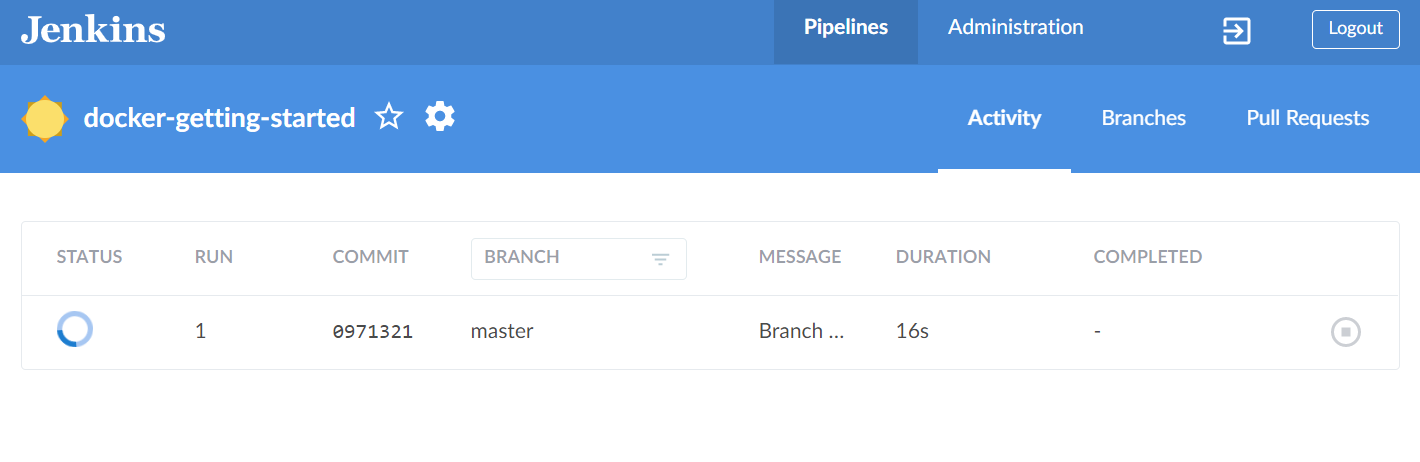 Jenkins Pipelines Administration Logout
docker-getting-started Activity Branches Pull Requests
STATUS RUN COMMIT BRANCH MESSAGE DURATION COMPLETED
1 0971321 master Branch ... 16s -